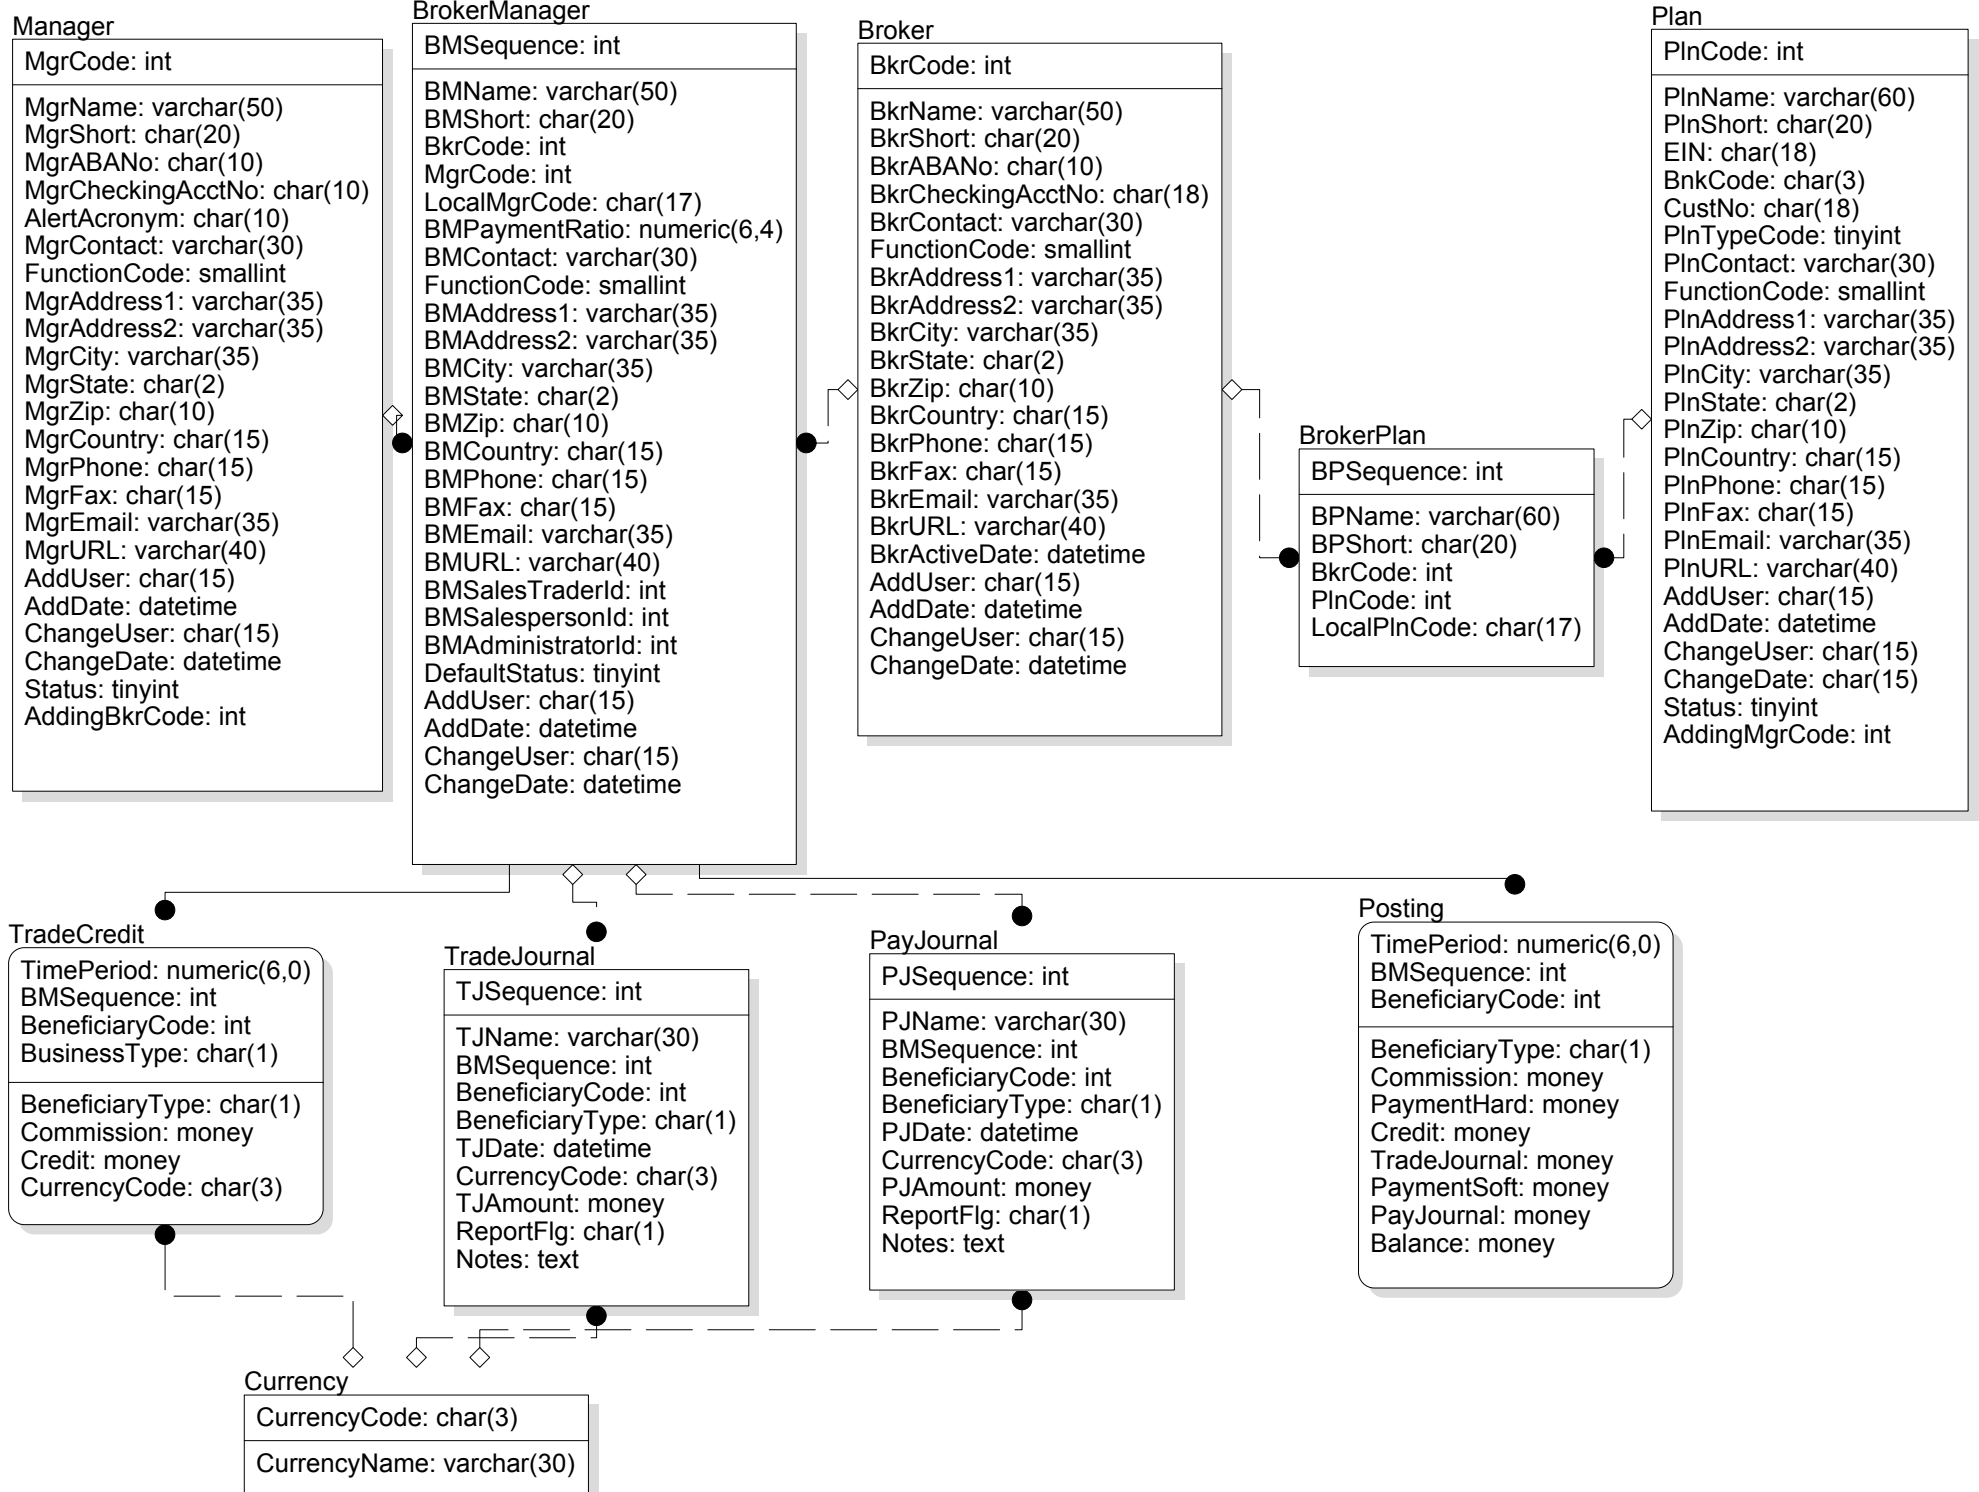 Manager
MgrCode: int
MgrName: varchar(50)
MgrShort: char(20)
MgrABANo: char(10)
MgrCheckingAcctNo: char(10)
AlertAcronym: char(10)
MgrContact: varchar(30)
FunctionCode: smallint
MgrAddress1: varchar(35)
MgrAddress2: varchar(35)
MgrCity: varchar(35)
MgrState: char(2)
MgrZip: char(10)
MgrCountry: char(15)
MgrPhone: char(15)
MgrFax: char(15)
MgrEmail: varchar(35)
MgrURL: varchar(40)
AddUser: char(15)
AddDate: datetime
ChangeUser: char(15)
ChangeDate: datetime
Status: tinyint
AddingBkrCode: int
BrokerManager
BMSequence: int
BMName: varchar(50)
BMShort: char(20)
BkrCode: int
MgrCode: int
LocalMgrCode: char(17)
BMPaymentRatio: numeric(6,4)
BMContact: varchar(30)
FunctionCode: smallint
BMAddress1: varchar(35)
BMAddress2: varchar(35)
BMCity: varchar(35)
BMState: char(2)
BMZip: char(10)
BMCountry: char(15)
BMPhone: char(15)
BMFax: char(15)
BMEmail: varchar(35)
BMURL: varchar(40)
BMSalesTraderId: int
BMSalespersonId: int
BMAdministratorId: int
DefaultStatus: tinyint
AddUser: char(15)
AddDate: datetime
ChangeUser: char(15)
ChangeDate: datetime
Broker
BkrCode: int
BkrName: varchar(50)
BkrShort: char(20)
BkrABANo: char(10)
BkrCheckingAcctNo: char(18)
BkrContact: varchar(30)
FunctionCode: smallint
BkrAddress1: varchar(35)
BkrAddress2: varchar(35)
BkrCity: varchar(35)
BkrState: char(2)
BkrZip: char(10)
BkrCountry: char(15)
BkrPhone: char(15)
BkrFax: char(15)
BkrEmail: varchar(35)
BkrURL: varchar(40)
BkrActiveDate: datetime
AddUser: char(15)
AddDate: datetime
ChangeUser: char(15)
ChangeDate: datetime
BrokerPlan
BPSequence: int
BPName: varchar(60)
BPShort: char(20)
BkrCode: int
PlnCode: int
LocalPlnCode: char(17)
Plan
PlnCode: int
PlnName: varchar(60)
PlnShort: char(20)
EIN: char(18)
BnkCode: char(3)
CustNo: char(18)
PlnTypeCode: tinyint
PlnContact: varchar(30)
FunctionCode: smallint
PlnAddress1: varchar(35)
PlnAddress2: varchar(35)
PlnCity: varchar(35)
PlnState: char(2)
PlnZip: char(10)
PlnCountry: char(15)
PlnPhone: char(15)
PlnFax: char(15)
PlnEmail: varchar(35)
PlnURL: varchar(40)
AddUser: char(15)
AddDate: datetime
ChangeUser: char(15)
ChangeDate: char(15)
Status: tinyint
AddingMgrCode: int
TradeCredit
TimePeriod: numeric(6,0)
BMSequence: int
BeneficiaryCode: int
BusinessType: char(1)
BeneficiaryType: char(1)
Commission: money
Credit: money
CurrencyCode: char(3)
TradeJournal
TJSequence: int
TJName: varchar(30)
BMSequence: int
BeneficiaryCode: int
BeneficiaryType: char(1)
TJDate: datetime
CurrencyCode: char(3)
TJAmount: money
ReportFlg: char(1)
Notes: text
PayJournal
PJSequence: int
PJName: varchar(30)
BMSequence: int
BeneficiaryCode: int
BeneficiaryType: char(1)
PJDate: datetime
CurrencyCode: char(3)
PJAmount: money
ReportFlg: char(1)
Notes: text
Posting
TimePeriod: numeric(6,0)
BMSequence: int
BeneficiaryCode: int
BeneficiaryType: char(1)
Commission: money
PaymentHard: money
Credit: money
TradeJournal: money
PaymentSoft: money
PayJournal: money
Balance: money
Currency
CurrencyCode: char(3)
CurrencyName: varchar(30)